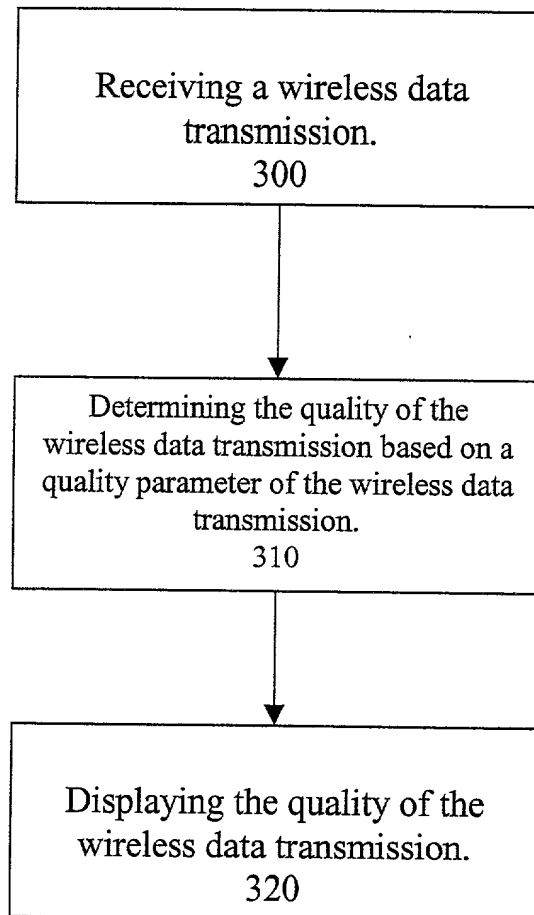 Receiving a wireless data
transmission.
300
Determining the quality of the
wireless data transmission based on a
quality parameter of the wireless data
transmission.
310
Displaying the quality of the
wireless data transmission.
320